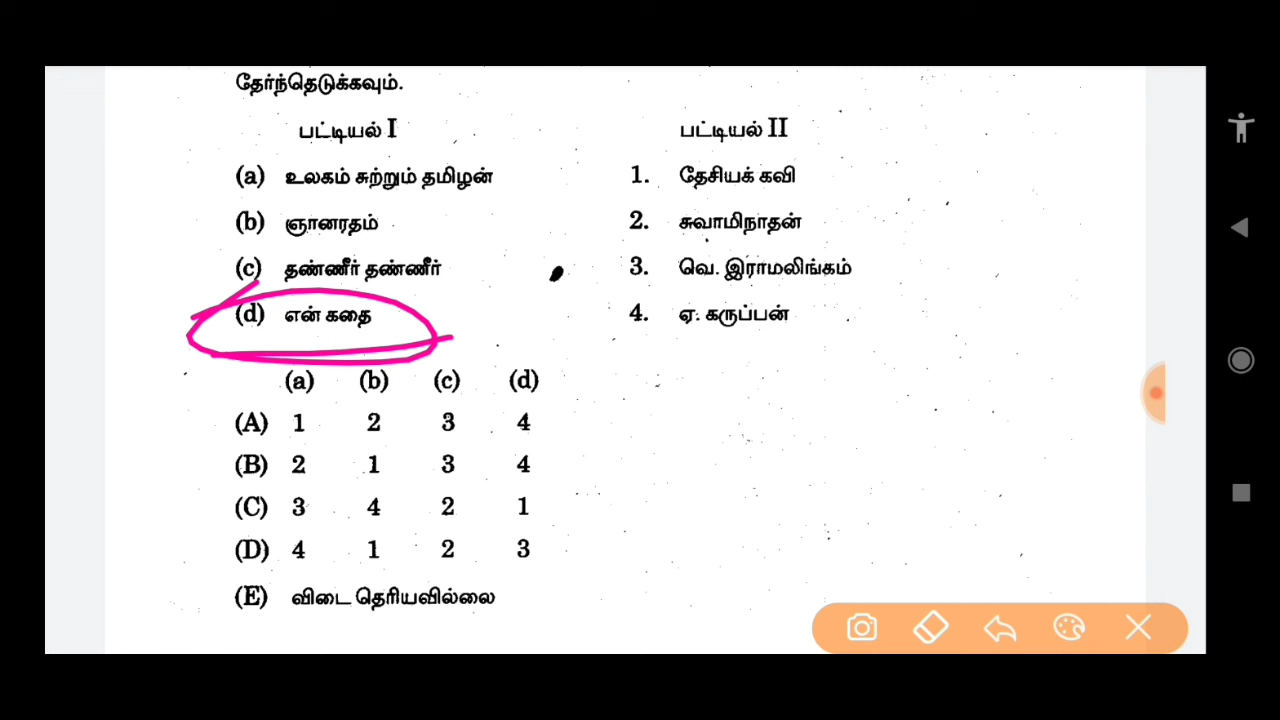 தேர்ந்தெடுக்கவும்.
பட்டியல் I பட்டியல் II
(a) உலகம் சுற்றும் தமிழன் 1. தேசியக் கவி
(b) ஞானரதம் 2. சுவாமிநாதன்
(c) தண்ணீர் தண்ணீர் 3. வெ. இராமலிங்கம்
(d) என் கதை 4. ஏ. கருப்பன்
(a) (b) (c) (d)
(A) 1 2 3 4
(B) 2 1 3 4
(C) 3 4 2 1
(D) 4 1 2 3
(E) விடை தெரியவில்லை